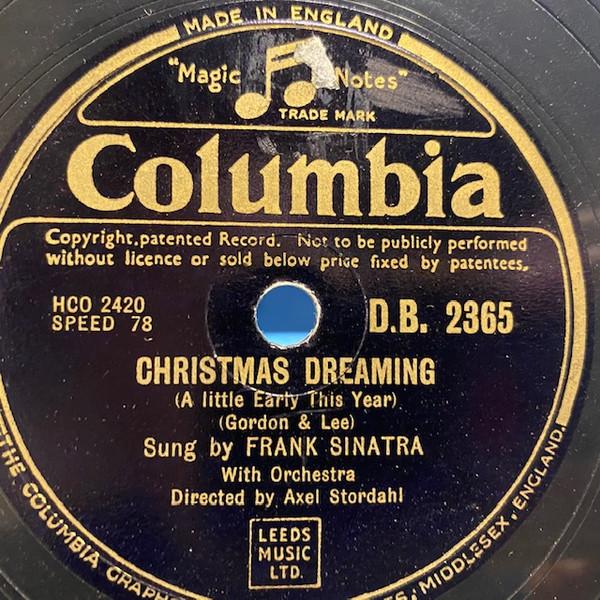 MADE IN ENGLAND
"Magic Notes"
TRADE MARK
Columbia
Copyright, patented Record. Not to be publicly performed
without licence or sold below price fixed by patentees.
HCO 2420
SPEED 78
D.B. 2365
CHRISTMAS DREAMING
(A little Early This Year)
(Gordon & Lee)
Sung by FRANK SINATRA
With Orchestra
Directed by Axel Stordahl
LEEDS
MUSIC
LTD.
THE COLUMBIA GRAPH
MIDDLESEX, ENGLAND.